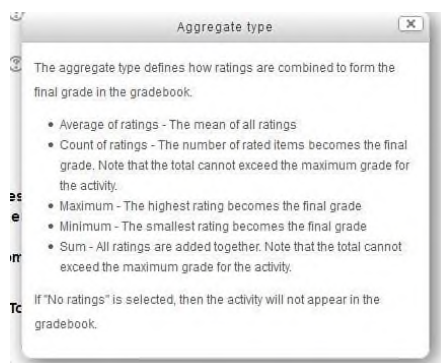 Aggregate type
The aggregate type defines how ratings are combined to form the
final grade in the gradebook.
• Average of ratings - The mean of all ratings
• Count of ratings - The number of rated items becomes the final
grade. Note that the total cannot exceed the maximum grade for
the activity.
• Maximum - The highest rating becomes the final grade
• Minimum - The smallest rating becomes the final grade
• Sum - All ratings are added together. Note that the total cannot
exceed the maximum grade for the activity.
If "No ratings" is selected, then the activity will not appear in the
gradebook.